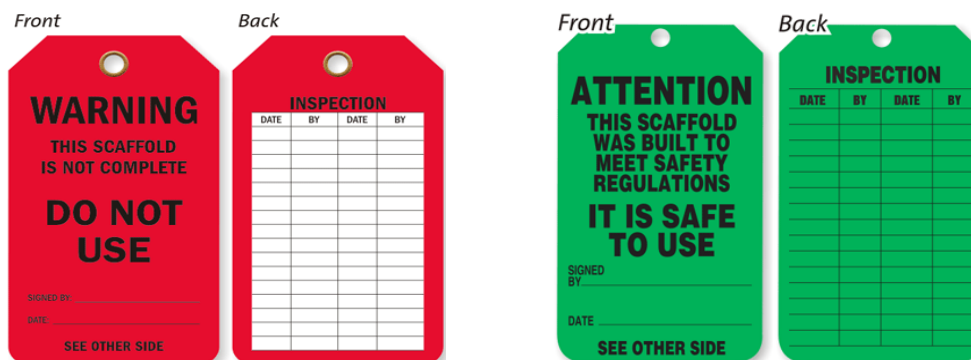 Front
WARNING
THIS SCAFFOLD
IS NOT COMPLETE
DO NOT
USE
SIGNED BY:
DATE:
SEE OTHER SIDE
Back
INSPECTION
DATE BY DATE BY
Front
ATTENTION
THIS SCAFFOLD
WAS BUILT TO
MEET SAFETY
REGULATIONS
IT IS SAFE
TO USE
SIGNED
BY
DATE
SEE OTHER SIDE
Back
INSPECTION
DATE BY DATE BY